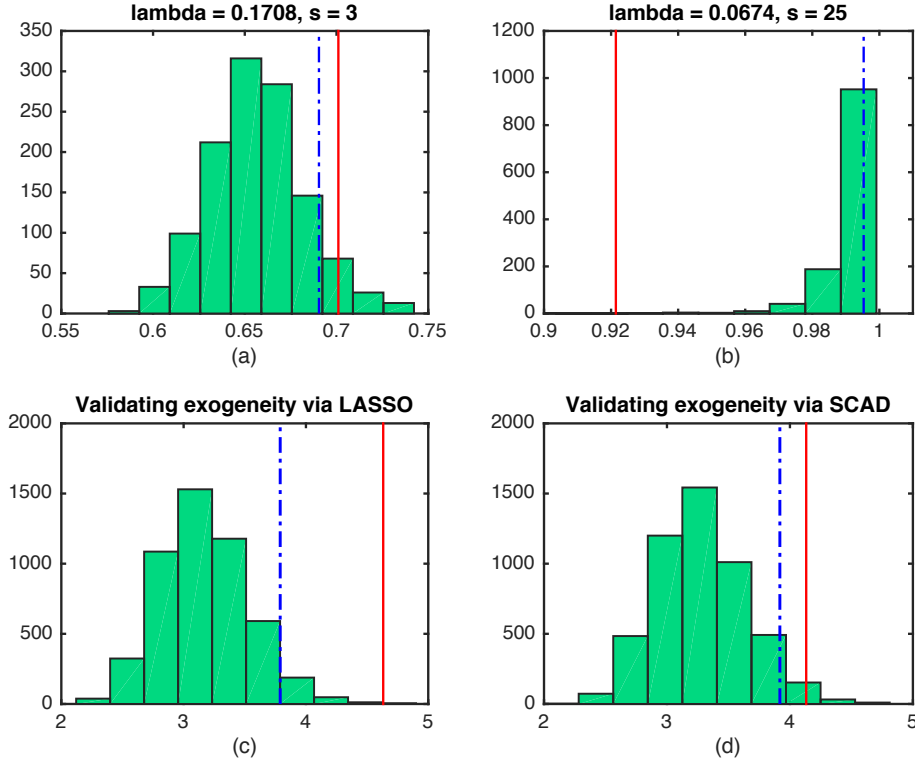 lambda = 0.1708, s = 3
350
300
250
200
150
100
50
0
0.55 0.6 0.65 0.7 0.75
(a)
lambda = 0.0674, s = 25
1200
1000
800
600
400
200
0
0.9 0.92 0.94 0.96 0.98 1
(b)
Validating exogeneity via LASSO
2000
1500
1000
500
0
2 3 4 5
(c)
Validating exogeneity via SCAD
2000
1500
1000
500
0
2 3 4 5
(d)